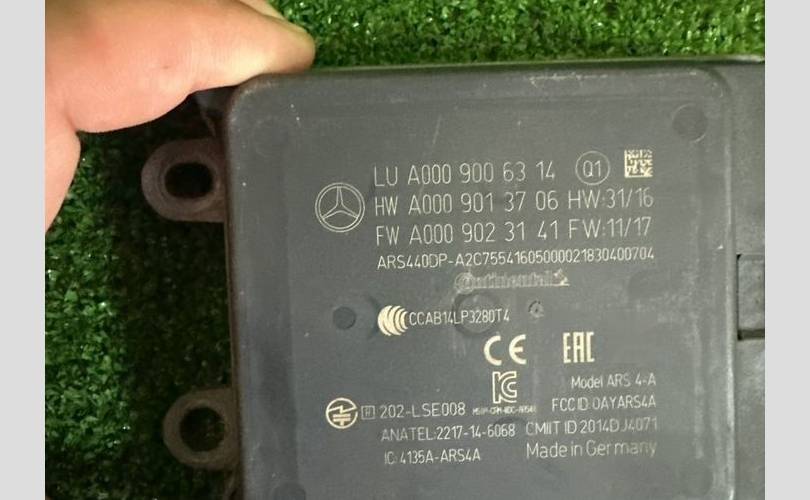 LU A000 900 63 14 Q1
HW A000 901 37 06 HW:31/16
FW A000 902 31 41 FW:11/17
ARS440DP-A2C75541605000021830400704
Continental
CCAB14LP3280T4
CE EAC
KC Model ARS 4-A
R 202-LSE008 FCC ID:OAYARS4A
ANATEL:2217-14-6068 CMIIT ID 2014DJ4071
IC: 4135A-ARS4A Made in Germany